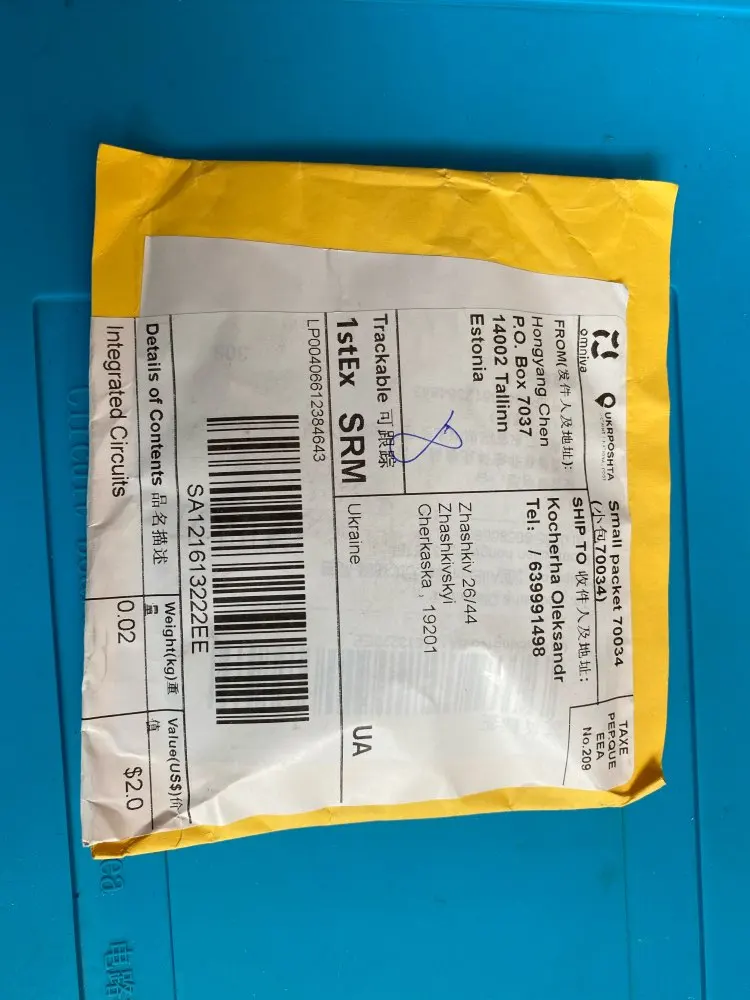 omniva
UKRPOSHTA
Small packet 70034
(小包70034)
TAXE
PERQUE
EEA
No.209
FROM(发件人及地址):
Hongyang Chen
P.O. Box 7037
14002 Tallinn
Estonia
SHIP TO 收件人及地址:
Kocherha Oleksandr
Tel: / 639991498
Zhashkiv 26/44
Zhashkivskyi
Cherkaska , 19201
Trackable 可跟踪
1stEx SRM
Ukraine
UA
LP00406612384643
SA121613222EE
Details of Contents 品名描述
Weight(kg)重量
Value(US$)价值
Integrated Circuits
0.02
$2.0
电路